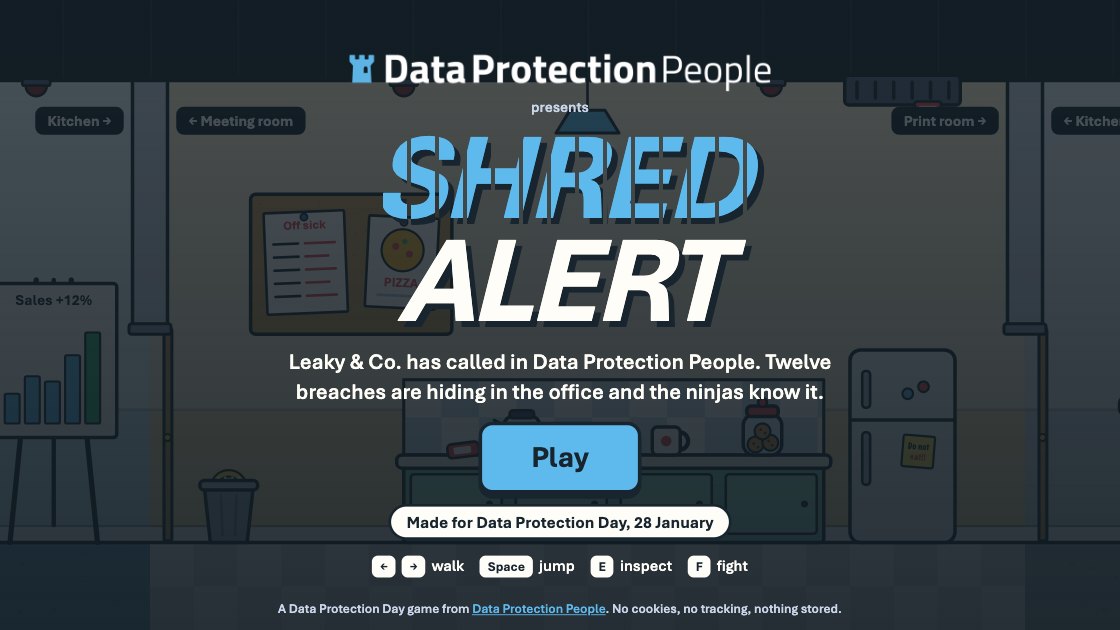 Data Protection People
presents
Kitchen →
← Meeting room
Print room →
← Kitche
SHRED
ALERT
Off sick
PIZZA
Sales +12%
Leaky & Co. has called in Data Protection People. Twelve
breaches are hiding in the office and the ninjas know it.
Do not
eat!!
Play
Made for Data Protection Day, 28 January
← → walk Space jump E inspect F fight
A Data Protection Day game from Data Protection People. No cookies, no tracking, nothing stored.